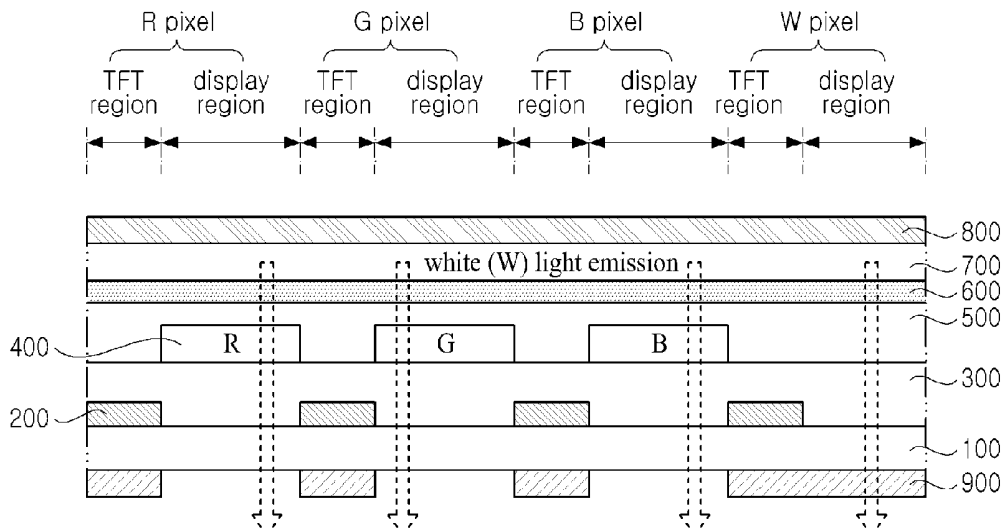 R pixel G pixel B pixel W pixel
TFT region display region TFT region display region TFT region display region TFT region display region
800
white (W) light emission 700
600
500
400 R G B
300
200
100
900